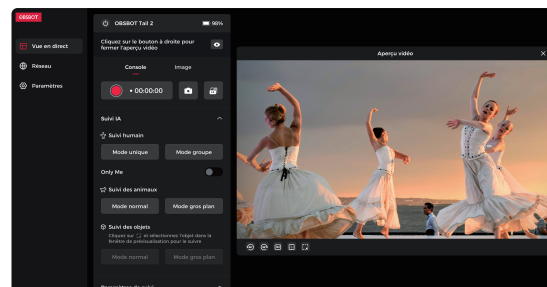 OBSBOT
Vue en direct
Réseau
Paramètres
OBSBOT Tail 2
98%
Cliquez sur le bouton à
droite pour
fermer l'aperçu vidéo
Console
Image
00:00:00
Suivi IA
Suivi humain
Mode unique
Mode groupe
Only Me
Suivi des animaux
Mode normal
Mode gros plan
Suivi des objets
Cliquez sur et sélectionnez l'objet dans la
fenêtre de prévisualisation pour le suivre
Mode normal
Mode gros plan
Aperçu vidéo